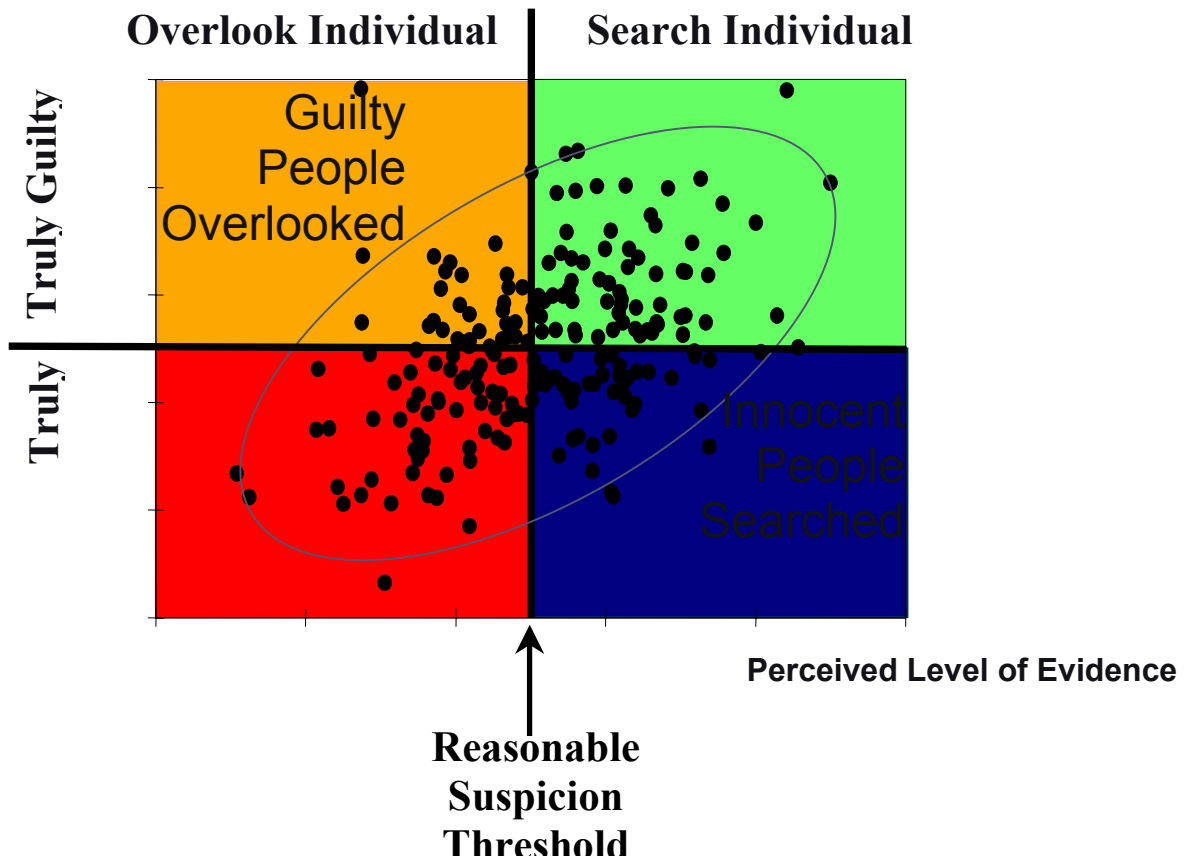 Overlook Individual
Search Individual
Truly Guilty
Guilty
People
Overlooked
Truly
Innocent
People
Searched
Perceived Level of Evidence
Reasonable
Suspicion
Threshold